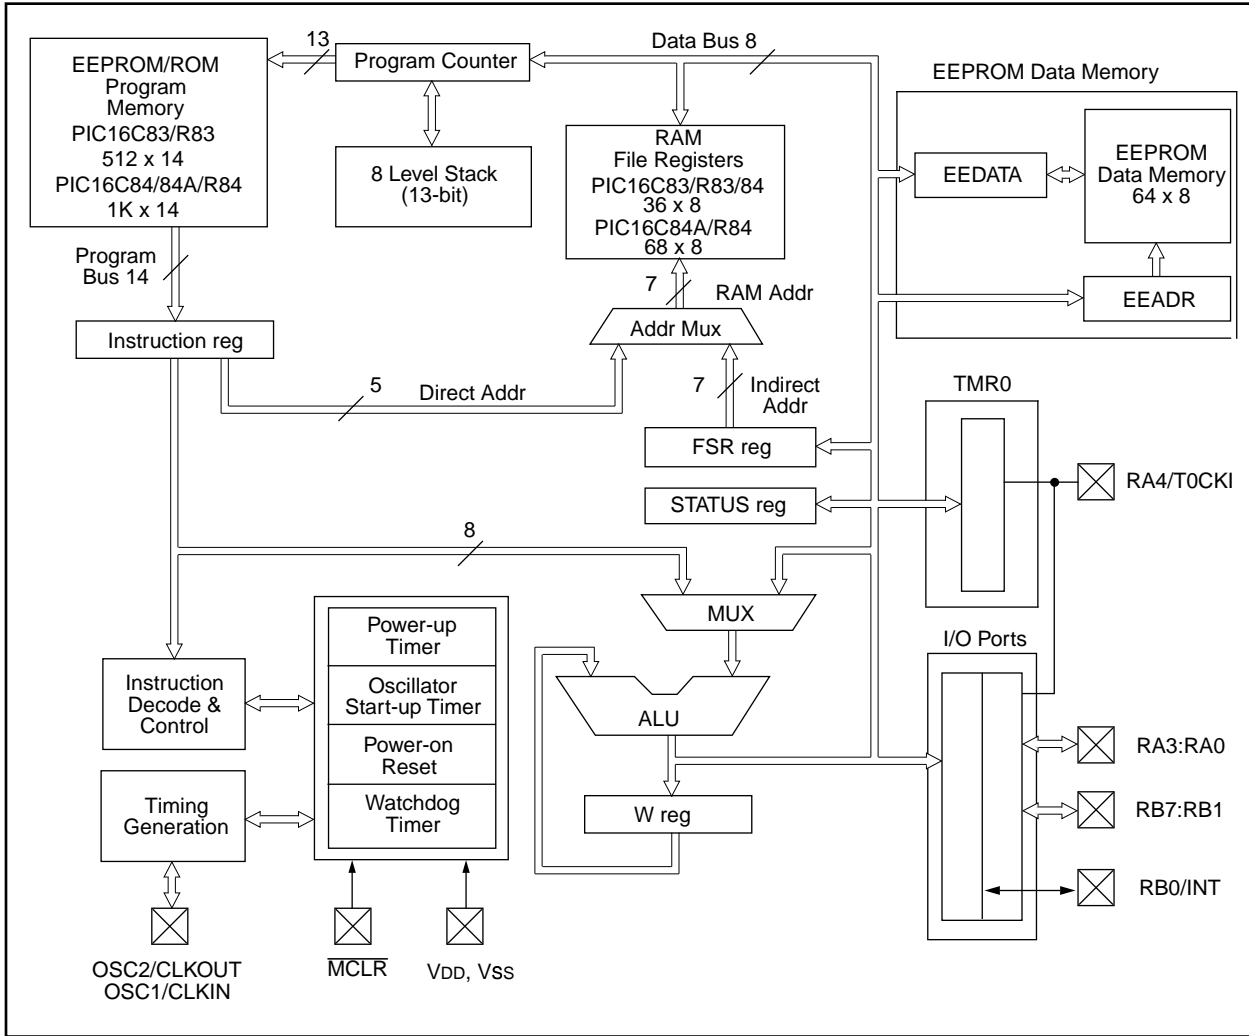 13
Data Bus 8
EEPROM/ROM
Program
Memory
PIC16C83/R83
512 x 14
PIC16C84/84A/R84
1K x 14
Program Counter
EEPROM Data Memory
8 Level Stack
(13-bit)
RAM
File Registers
PIC16C83/R83/84
36 x 8
PIC16C84A/R84
68 x 8
EEDATA
EEPROM
Data Memory
64 x 8
Program
Bus 14
7
RAM Addr
EEADR
Instruction reg
Addr Mux
5
Direct Addr
7
Indirect
Addr
TMR0
FSR reg
RA4/T0CKI
STATUS reg
8
MUX
Power-up
Timer
I/O Ports
Instruction
Decode &
Control
Oscillator
Start-up Timer
ALU
Power-on
Reset
RA3:RA0
Timing
Generation
Watchdog
Timer
W reg
RB7:RB1
RB0/INT
OSC2/CLKOUT
OSC1/CLKIN
MCLR
VDD, VSS